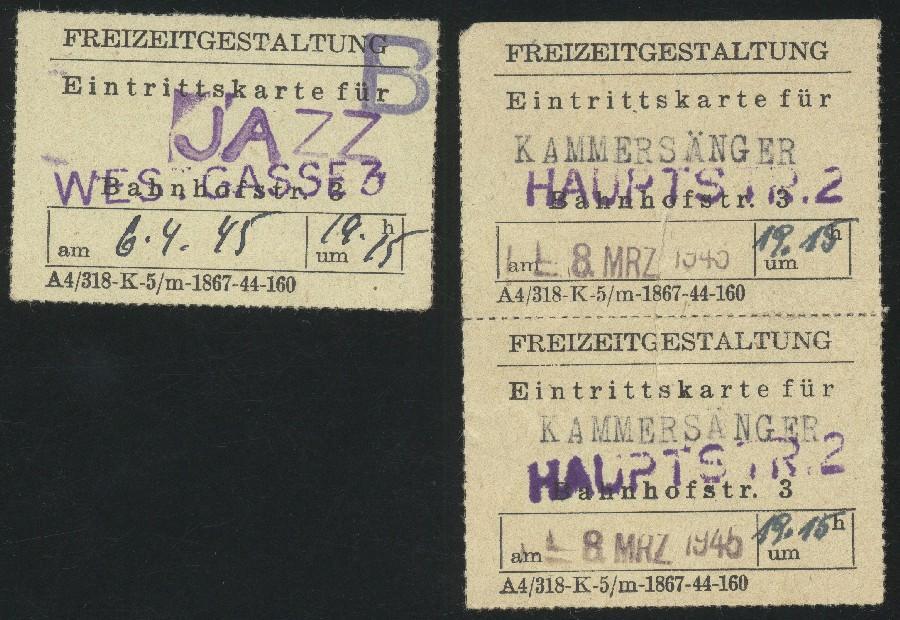 FREIZEITGESTALTUNG
B
Eintrittskarte für
JAZZ
WESTGASSE 3
Bahnhofstr. 3
am 6.4.45 um 19.15 h
A4/318-K-5/m-1867-44-160
FREIZEITGESTALTUNG
Eintrittskarte für
KAMMERSÄNGER
HAUPTSTR.2
Bahnhofstr. 3
am 8. MRZ 1945 um 19.15 h
A4/318-K-5/m-1867-44-160
FREIZEITGESTALTUNG
Eintrittskarte für
KAMMERSÄNGER
HAUPTSTR.2
Bahnhofstr. 3
am 8. MRZ 1945 um 19.15 h
A4/318-K-5/m-1867-44-160